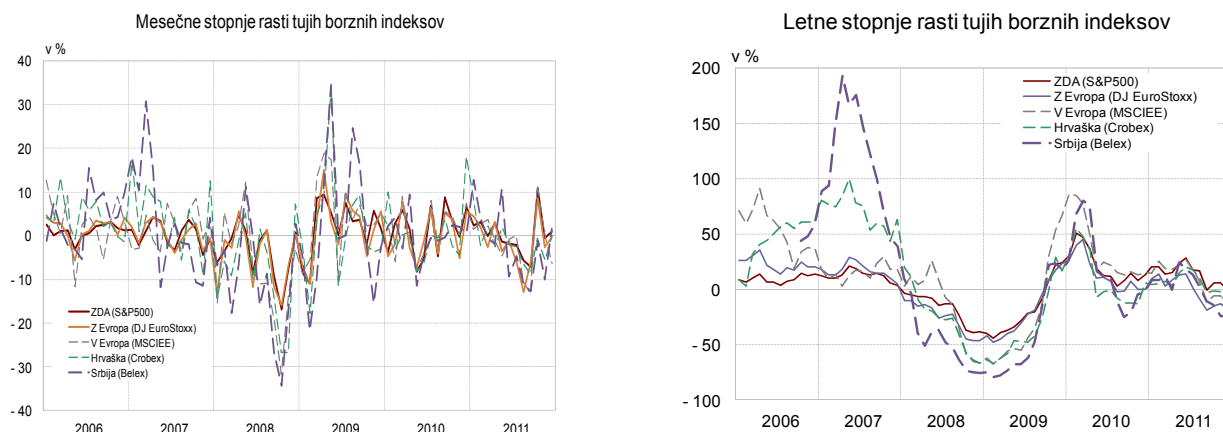 Mesečne stopnje rasti tujih borznih indeksov
v %
40
30
20
10
0
- 10
- 20
- 30
- 40
ZDA (S&P500)
Z Evropa (DJ EuroStoxx)
V Evropa (MSCIEE)
Hrvaška (Crobex)
Srbija (Belex)
2006 2007 2008 2009 2010 2011
Letne stopnje rasti tujih borznih indeksov
v %
200
150
100
50
0
- 50
- 100
ZDA (S&P500)
Z Evropa (DJ EuroStoxx)
V Evropa (MSCIEE)
Hrvaška (Crobex)
Srbija (Belex)
2006 2007 2008 2009 2010 2011